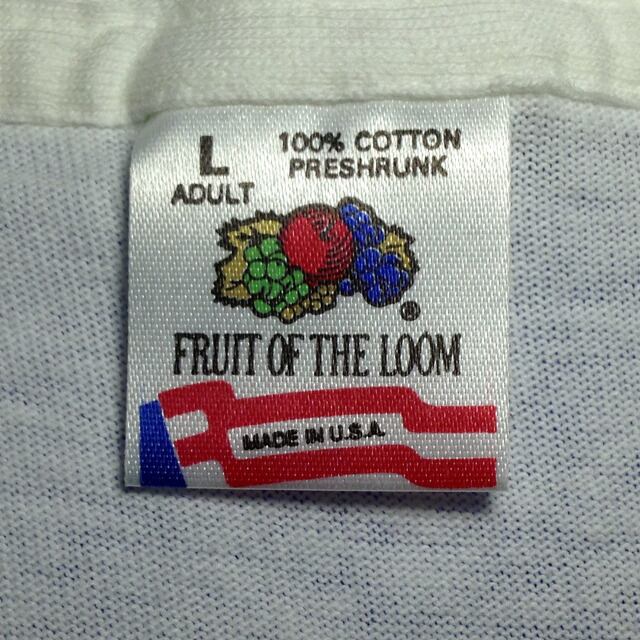 L
ADULT
100% COTTON
PRESHRUNK
®
FRUIT OF THE LOOM
MADE IN U.S.A.